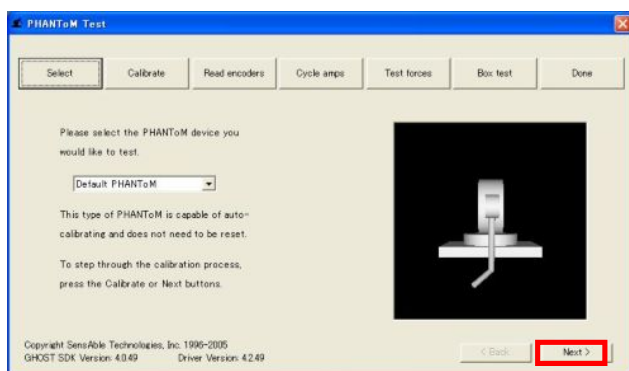 PHANToM Test
Select Calibrate Read encoders Cycle amps Test forces Box test Done
Please select the PHANToM device you
would like to test.
Default PHANToM
This type of PHANToM is capable of auto-
calibrating and does not need to be reset.
To step through the calibration process,
press the Calibrate or Next buttons.
Copyright SensAble Technologies, Inc. 1996-2005
GHOST SDK Version: 4.0.49 Driver Version: 4.2.49
< Back Next >